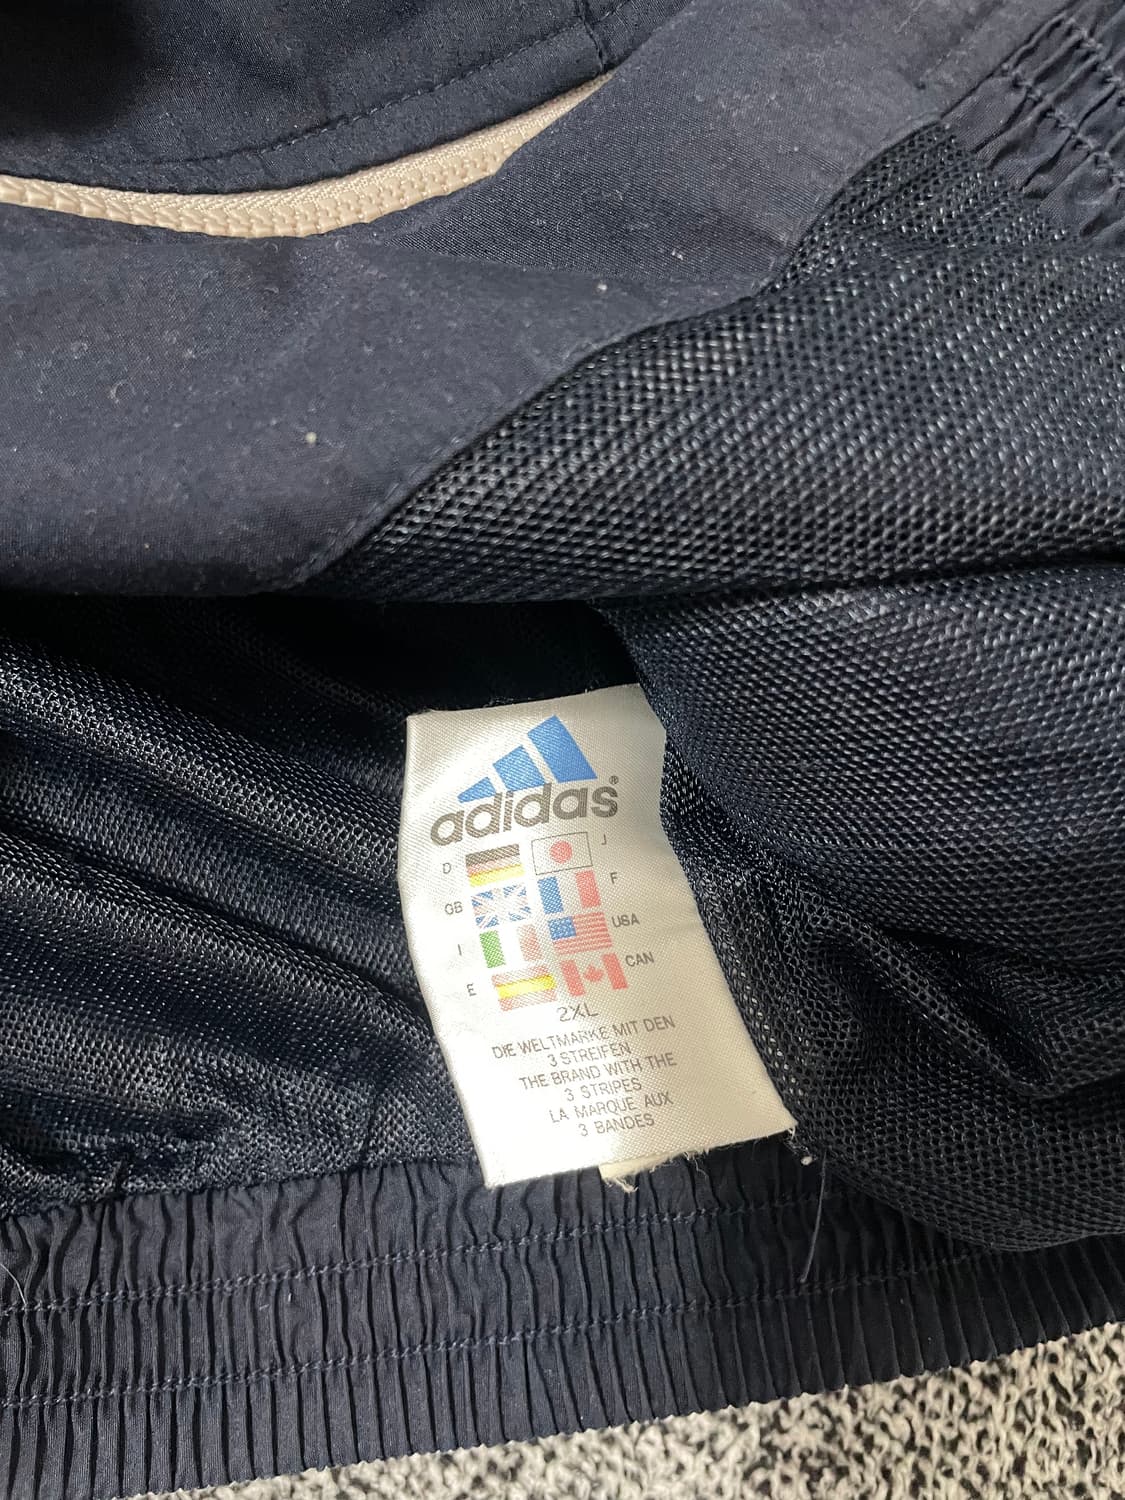 adidas®
D J
GB F
I USA
E CAN
2XL
DIE WELTMARKE MIT DEN
3 STREIFEN
THE BRAND WITH THE
3 STRIPES
LA MARQUE AUX
3 BANDES